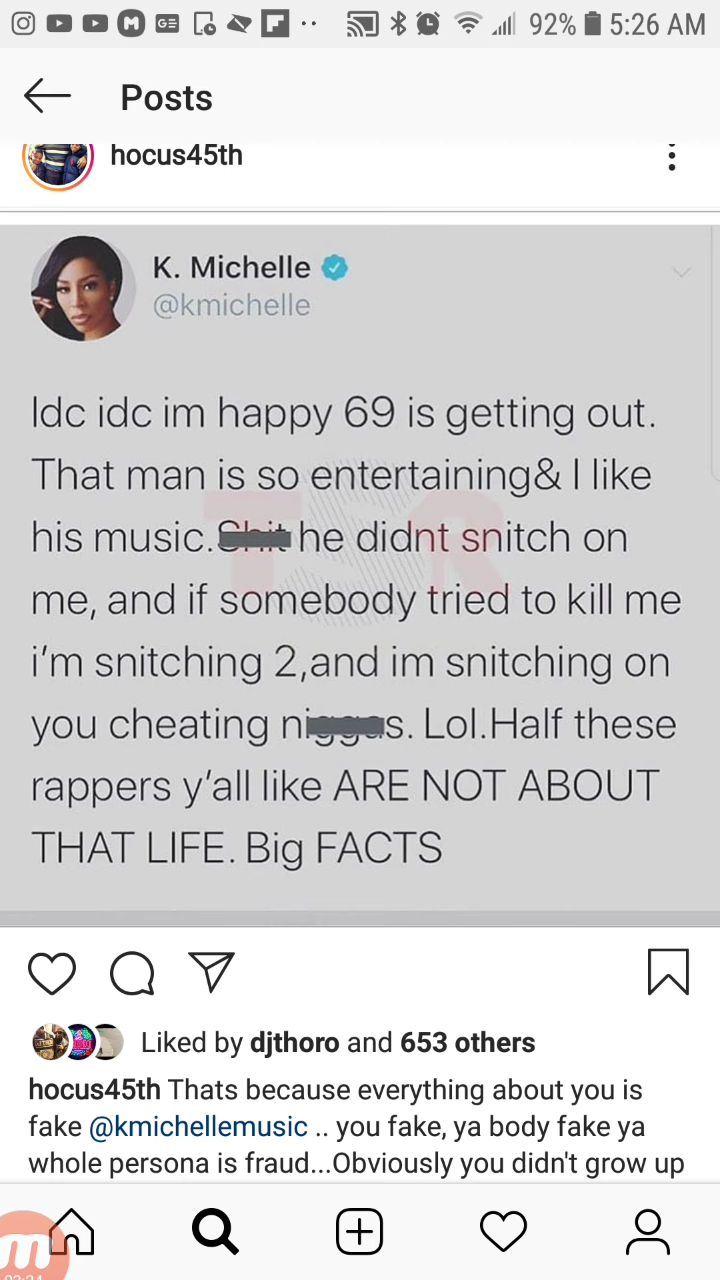 92% 5:26 AM
Posts
hocus45th
K. Michelle
@kmichelle
Idc idc im happy 69 is getting out.
That man is so entertaining& I like
his music.Shit he didnt snitch on
me, and if somebody tried to kill me
i'm snitching 2,and im snitching on
you cheating niggas. Lol.Half these
rappers y'all like ARE NOT ABOUT
THAT LIFE. Big FACTS
TSR
Liked by djthoro and 653 others
hocus45th Thats because everything about you is
fake @kmichellemusic .. you fake, ya body fake ya
whole persona is fraud...Obviously you didn't grow up